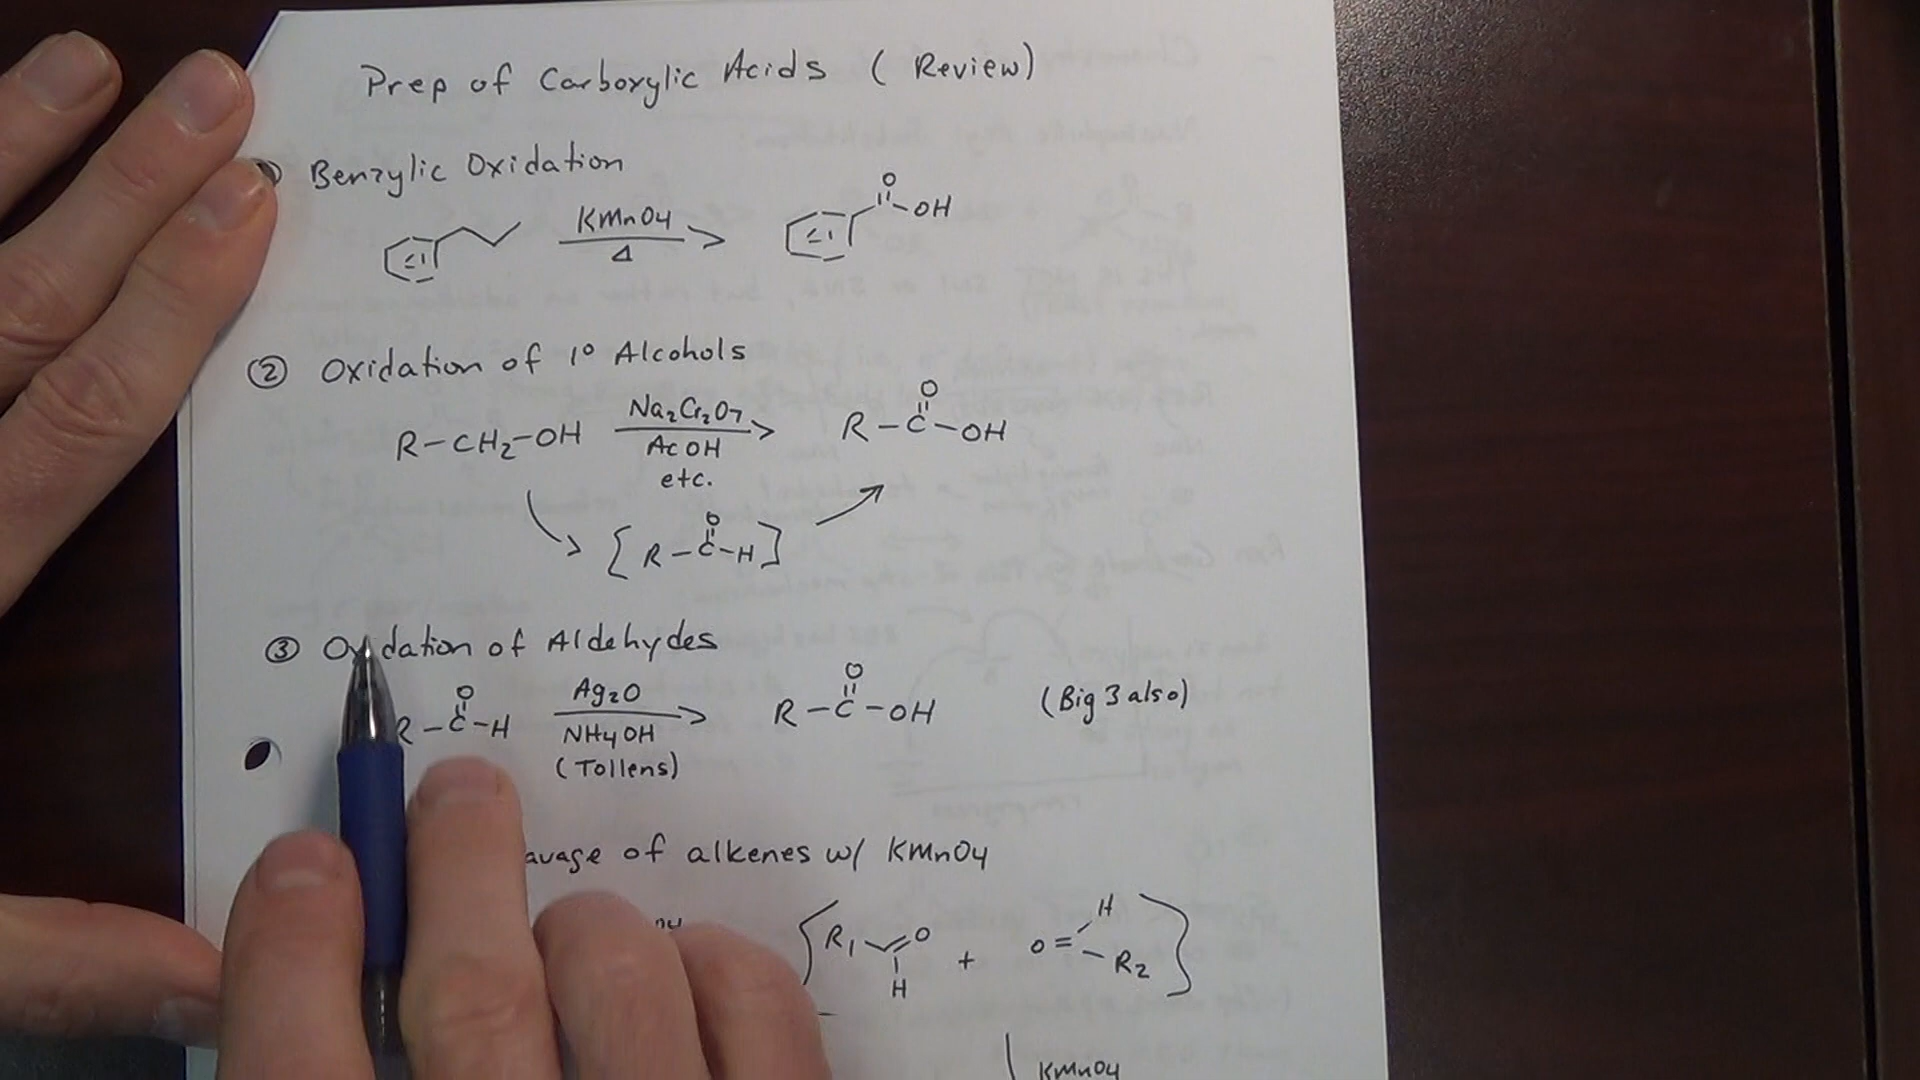 Prep of Carboxylic Acids (Review)
Benzylic Oxidation
KMnO4
Δ
O
OH
② Oxidation of 1° Alcohols
R-CH2-OH
Na2Cr2O7
AcOH
etc.
O
R-C-OH
O
[R-C-H]
③ Oxidation of Aldehydes
O
R-C-H
Ag2O
NH4OH
(Tollens)
O
R-C-OH
(Big 3 also)
avage of alkenes w/ KMnO4
R1
O
H
+
H
O=
R2
KMnO4